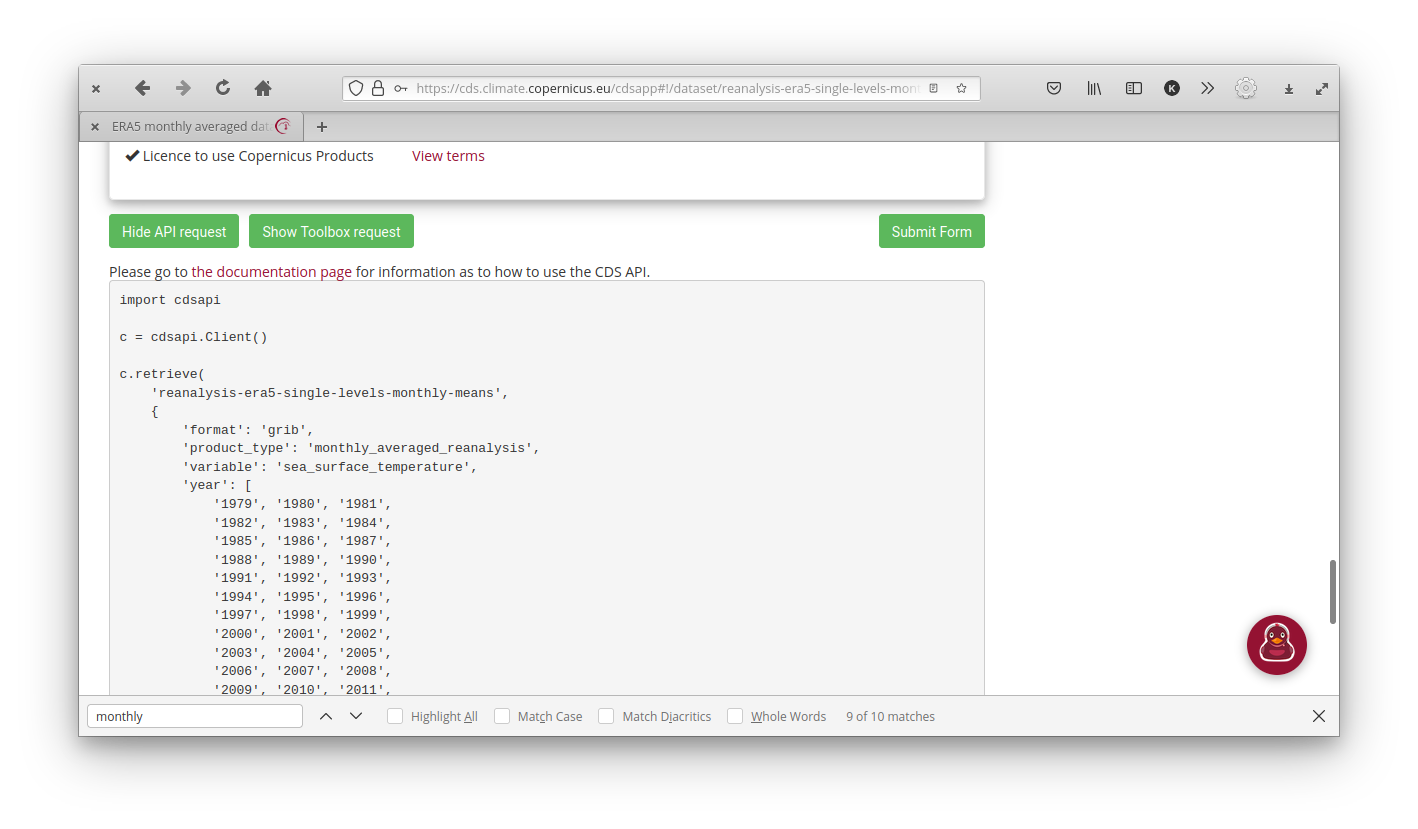 https://cds.climate.copernicus.eu/cdsapp#!/dataset/reanalysis-era5-single-levels-mon
K
ERA5 monthly averaged dat
Licence to use Copernicus Products View terms
Hide API request Show Toolbox request Submit Form
Please go to the documentation page for information as to how to use the CDS API.
import cdsapi
c = cdsapi.Client()
c.retrieve(
'reanalysis-era5-single-levels-monthly-means',
{
'format': 'grib',
'product_type': 'monthly_averaged_reanalysis',
'variable': 'sea_surface_temperature',
'year': [
'1979', '1980', '1981',
'1982', '1983', '1984',
'1985', '1986', '1987',
'1988', '1989', '1990',
'1991', '1992', '1993',
'1994', '1995', '1996',
'1997', '1998', '1999',
'2000', '2001', '2002',
'2003', '2004', '2005',
'2006', '2007', '2008',
'2009', '2010', '2011',
monthly Highlight All Match Case Match Diacritics Whole Words 9 of 10 matches